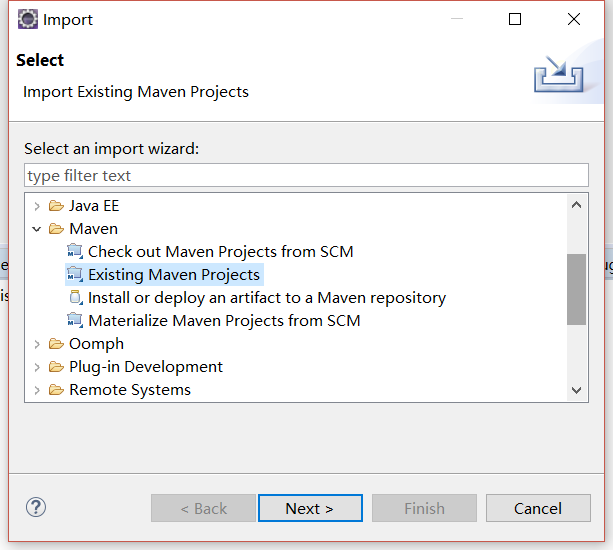 Import
Select
Import Existing Maven Projects
Select an import wizard:
type filter text
Java EE
Maven
Check out Maven Projects from SCM
Existing Maven Projects
Install or deploy an artifact to a Maven repository
Materialize Maven Projects from SCM
Oomph
Plug-in Development
Remote Systems
< Back
Next >
Finish
Cancel